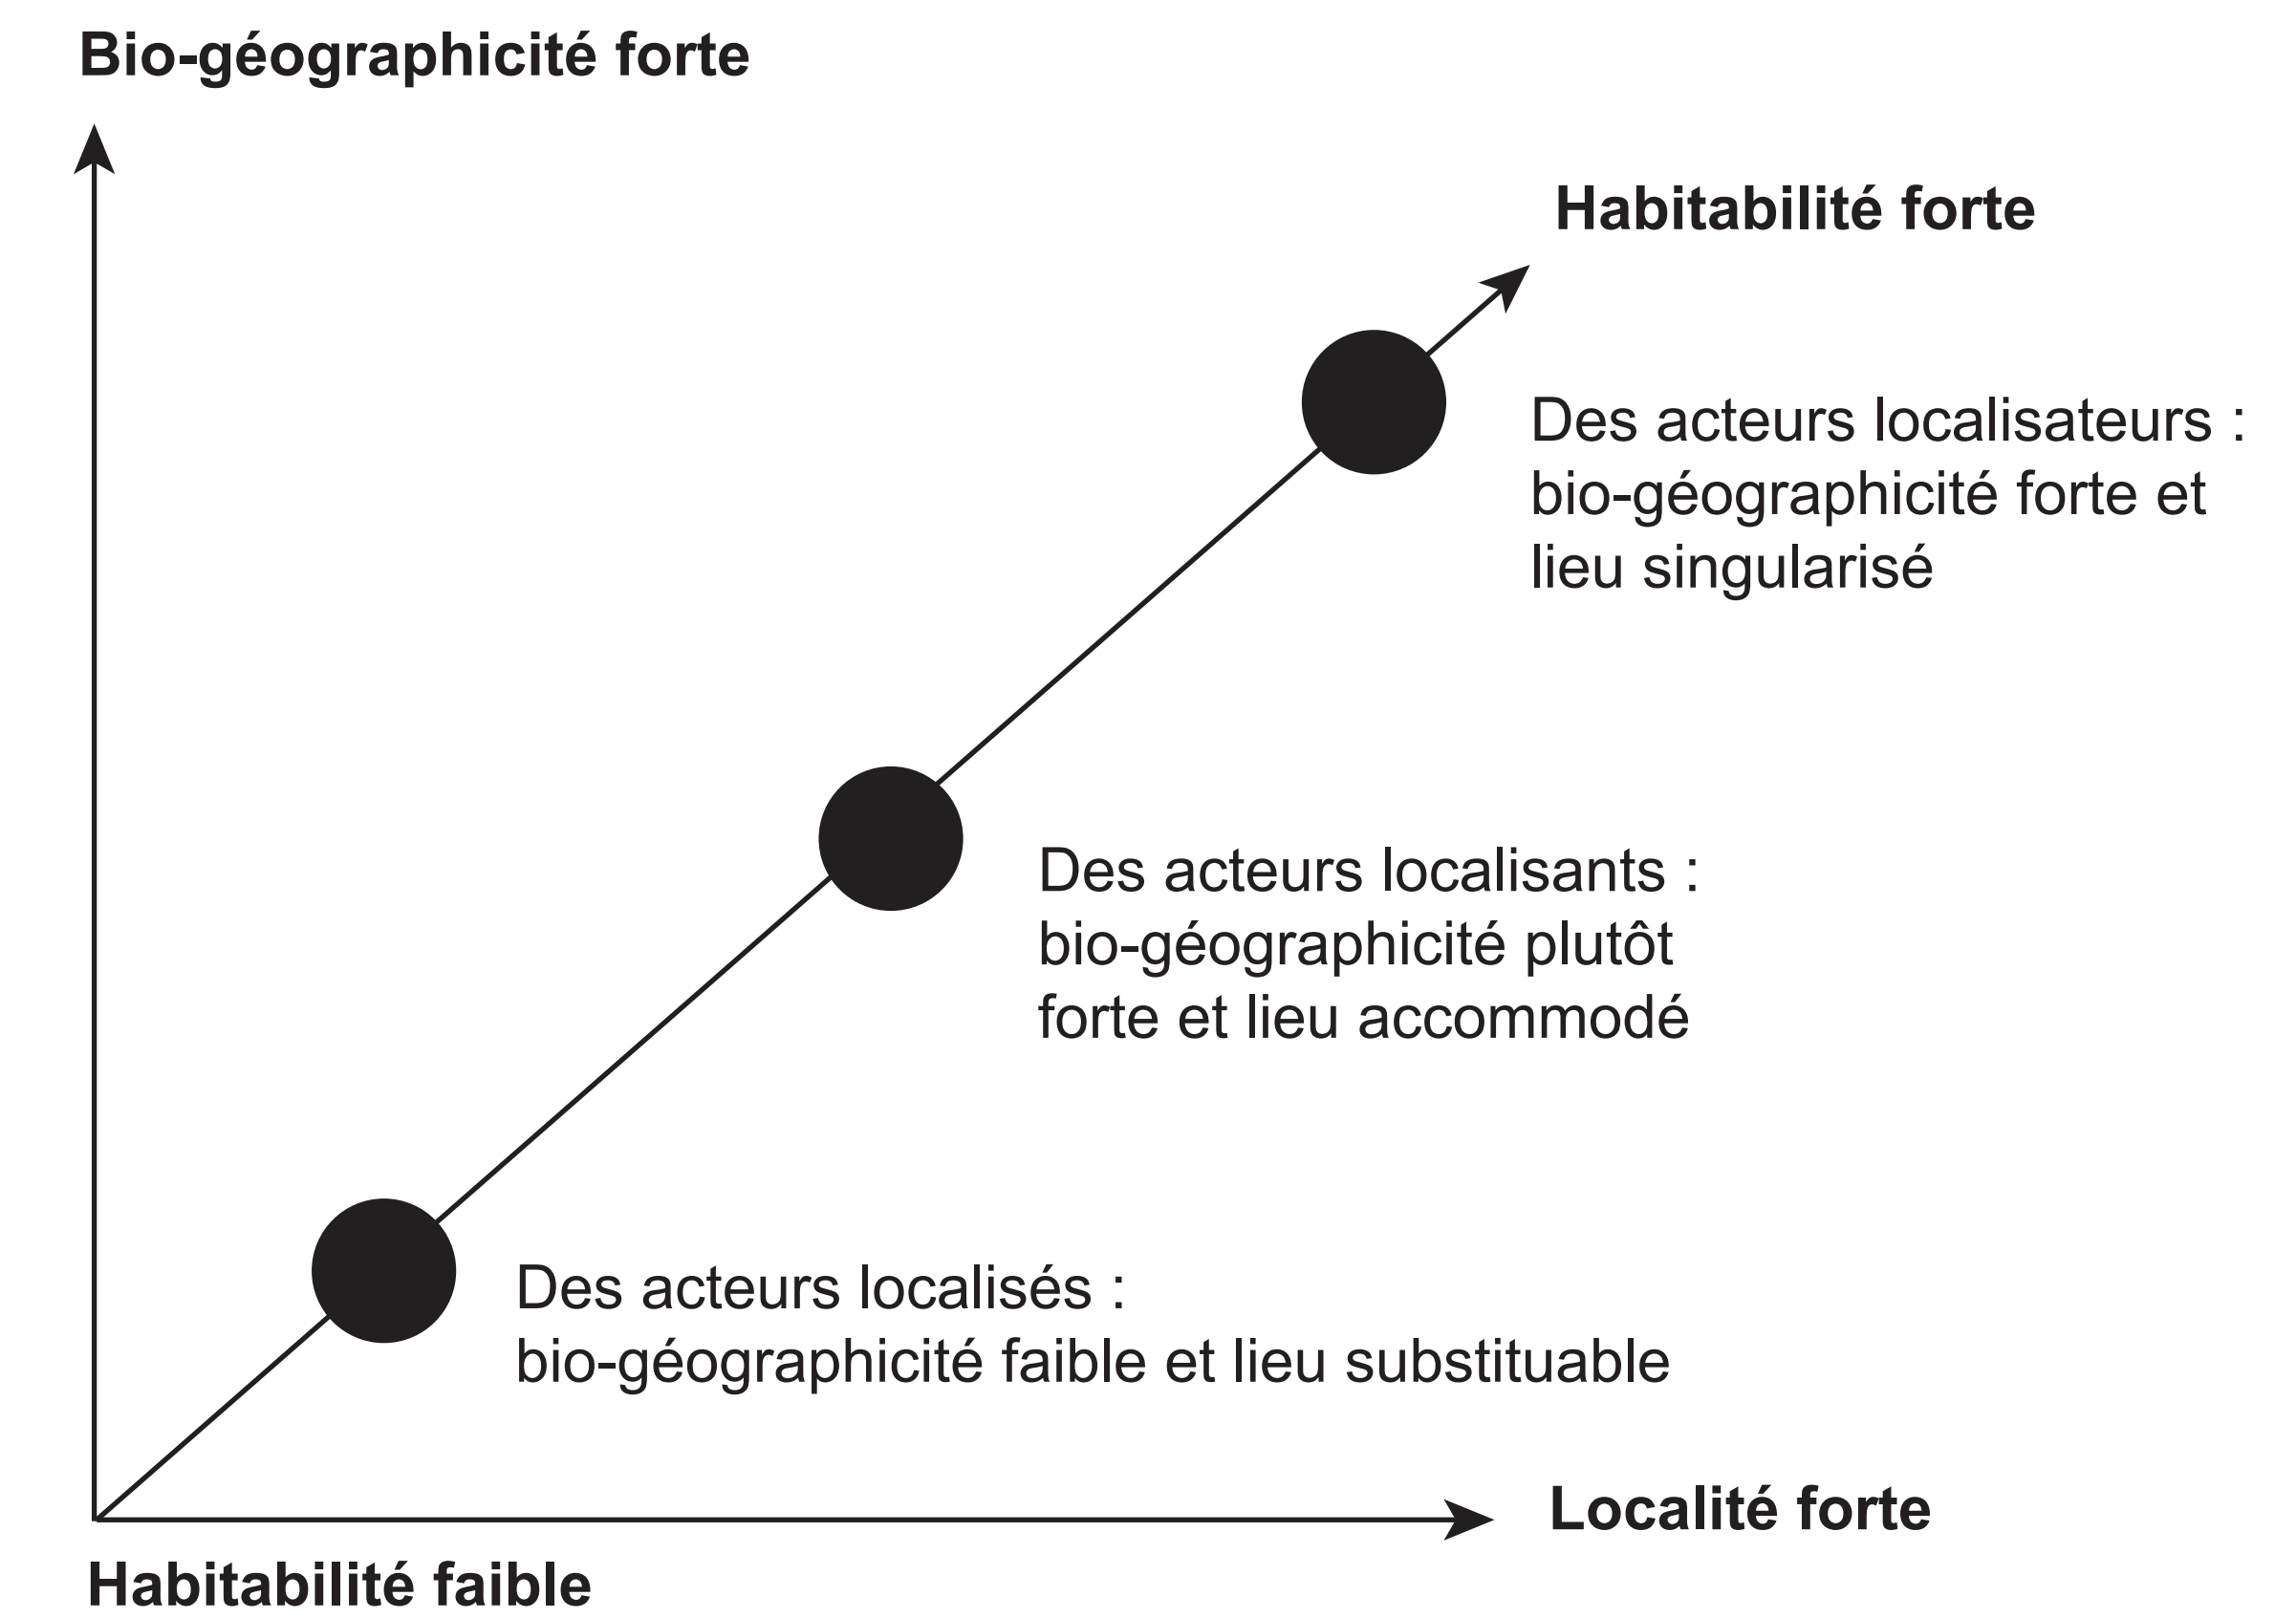 Bio-géographicité forte
Habitabilité forte
Des acteurs localisateurs :
bio-géographicité forte et
lieu singularisé
Des acteurs localisants :
bio-géographicité plutôt
forte et lieu accommodé
Des acteurs localisés :
bio-géographicité faible et lieu substituable
Localité forte
Habitabilité faible